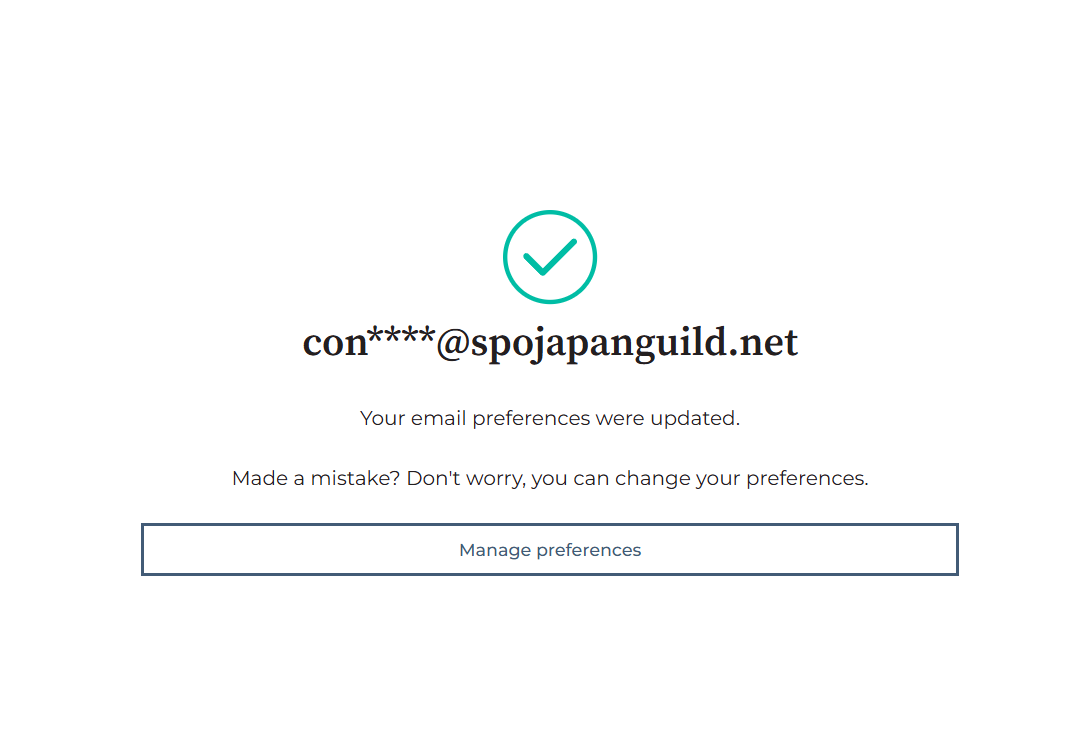 con****@spojapanguild.net
Your email preferences were updated.
Made a mistake? Don't worry, you can change your preferences.
Manage preferences